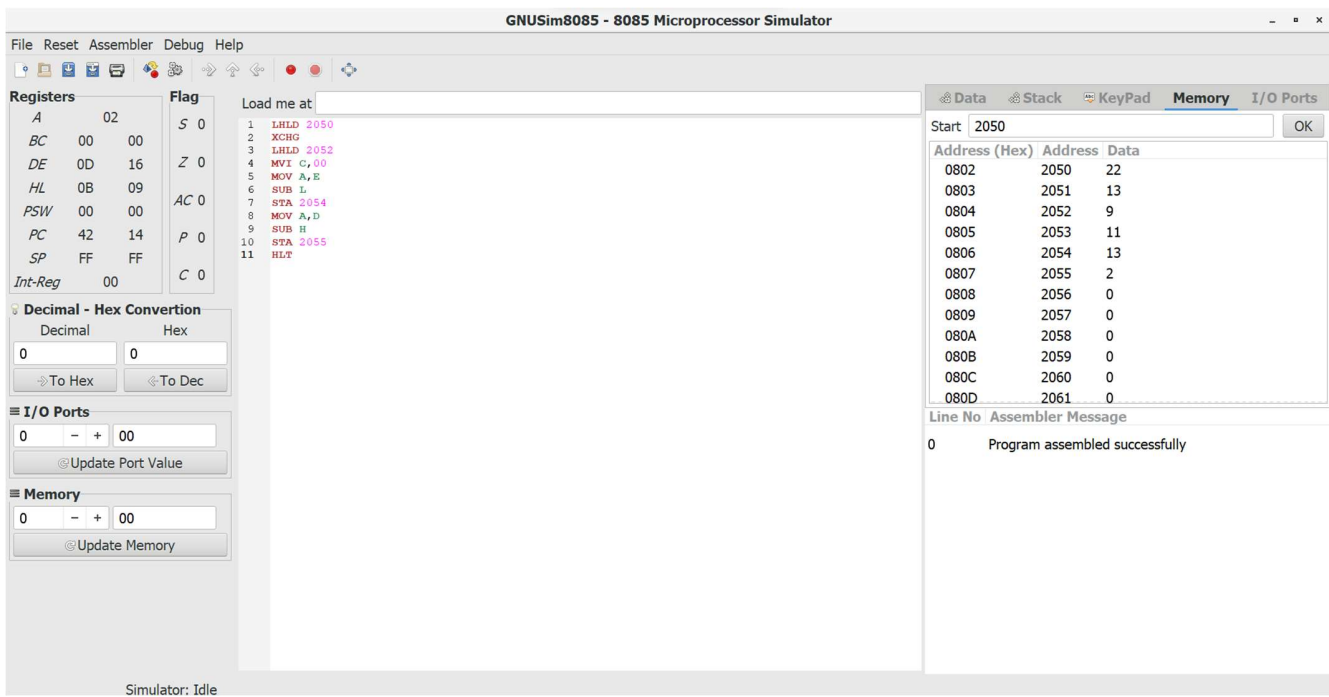 GNUSim8085 - 8085 Microprocessor Simulator
File Reset Assembler Debug Help
Registers
A 02
BC 00 00
DE 0D 16
HL 0B 09
PSW 00 00
PC 42 14
SP FF FF
Int-Reg 00
Flag
S 0
Z 0
AC 0
P 0
C 0
Decimal - Hex Convertion
Decimal Hex
0 0
To Hex To Dec
I/O Ports
0 - + 00
Update Port Value
Memory
0 - + 00
Update Memory
Load me at
1 LHLD 2050
2 XCHG
3 LHLD 2052
4 MVI C,00
5 MOV A,E
6 SUB L
7 STA 2054
8 MOV A,D
9 SUB H
10 STA 2055
11 HLT
Data Stack KeyPad Memory I/O Ports
Start 2050 OK
Address (Hex) Address Data
0802 2050 22
0803 2051 13
0804 2052 9
0805 2053 11
0806 2054 13
0807 2055 2
0808 2056 0
0809 2057 0
080A 2058 0
080B 2059 0
080C 2060 0
080D 2061 0
Line No Assembler Message
0 Program assembled successfully
Simulator: Idle